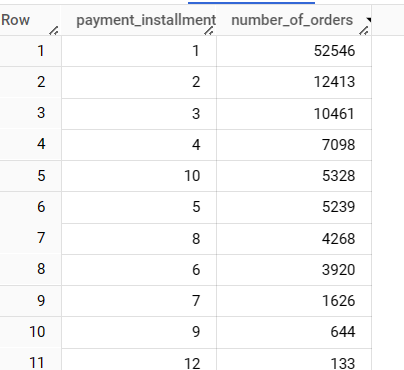 Row payment_installment number_of_orders
1 1 52546
2 2 12413
3 3 10461
4 4 7098
5 10 5328
6 5 5239
7 8 4268
8 6 3920
9 7 1626
10 9 644
11 12 133